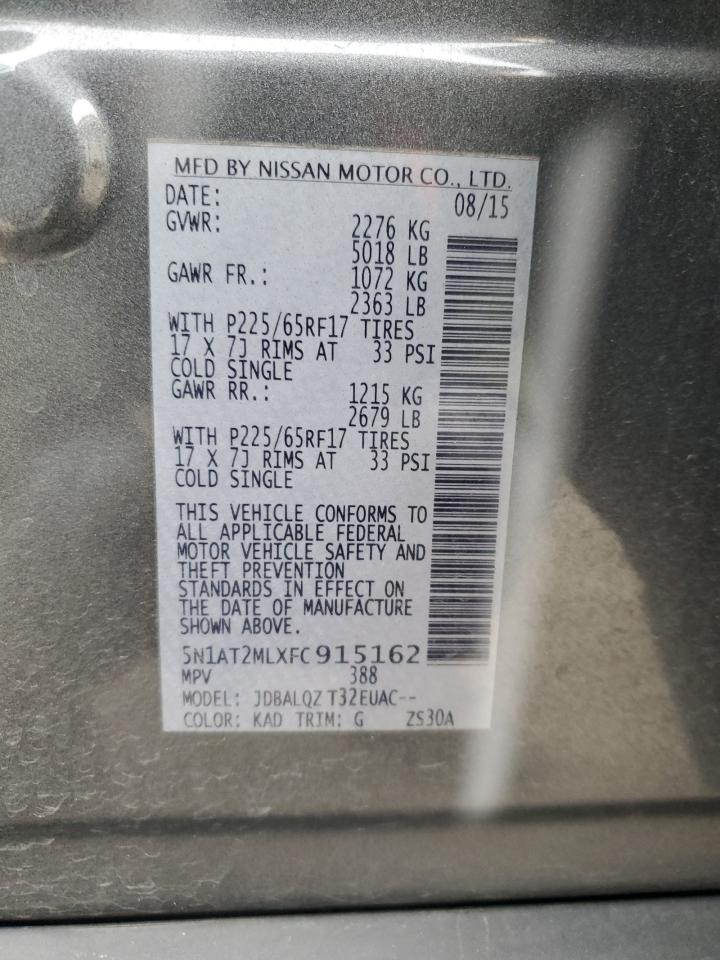 MFD BY NISSAN MOTOR CO., LTD.
DATE: 08/15
GVWR: 2276 KG
5018 LB
GAWR FR.: 1072 KG
2363 LB
WITH P225/65RF17 TIRES
17 X 7J RIMS AT 33 PSI
COLD SINGLE
GAWR RR.: 1215 KG
2679 LB
WITH P225/65RF17 TIRES
17 X 7J RIMS AT 33 PSI
COLD SINGLE
THIS VEHICLE CONFORMS TO
ALL APPLICABLE FEDERAL
MOTOR VEHICLE SAFETY AND
THEFT PREVENTION
STANDARDS IN EFFECT ON
THE DATE OF MANUFACTURE
SHOWN ABOVE.
5N1AT2MLXFC915162
MPV 388
MODEL: JDBALQZ T32EUAC--
COLOR: KAD TRIM: G ZS30A